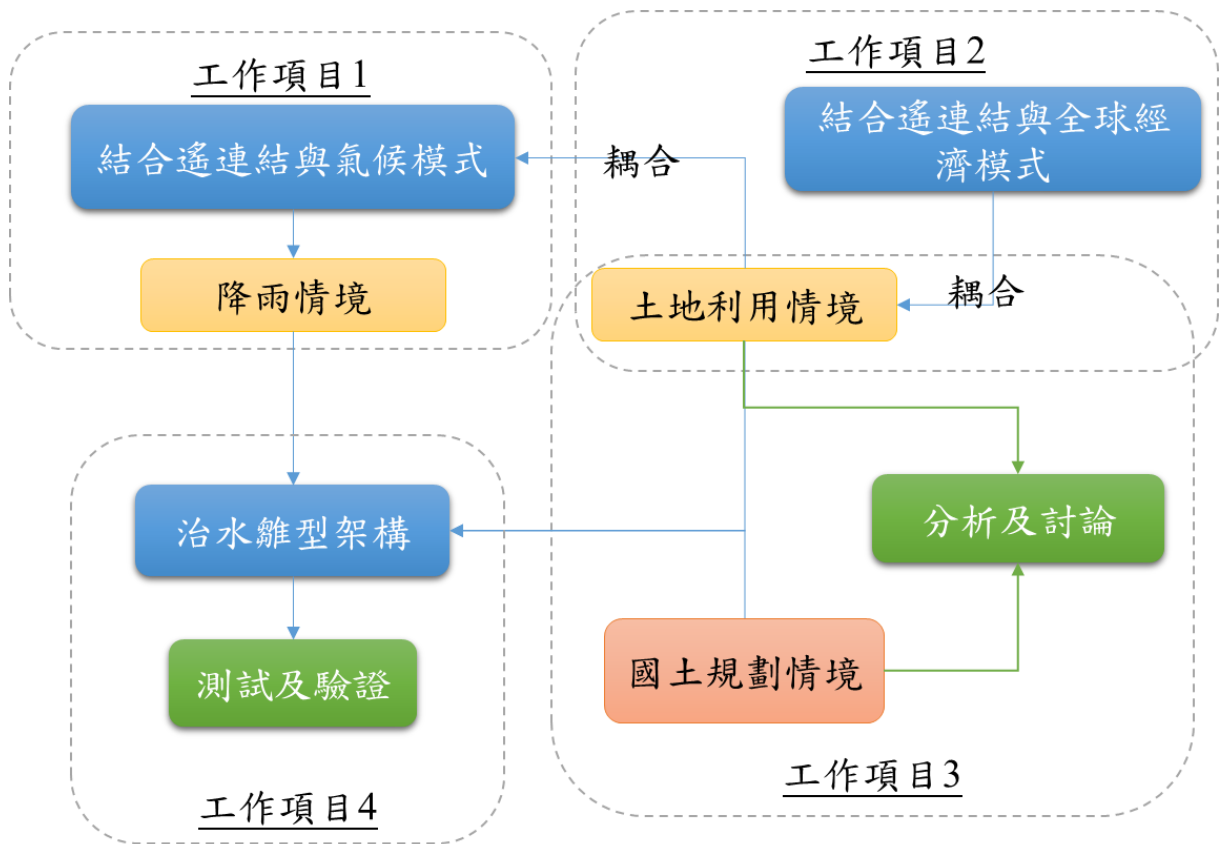 工作項目1
結合遙連結與氣候模式
降雨情境
工作項目2
結合遙連結與全球經
濟模式
耦合
土地利用情境
耦合
分析及討論
國土規劃情境
工作項目3
治水雛型架構
測試及驗證
工作項目4